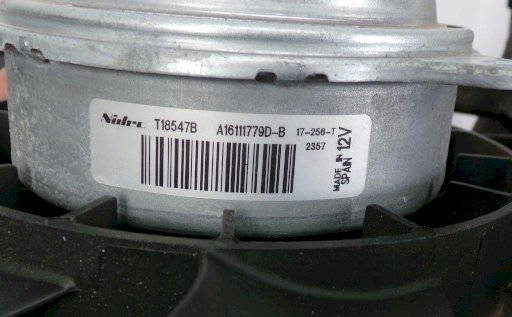 Nidec T18547B A16111779D-B 17-256-T
2357
MADE IN
SPAIN 12V